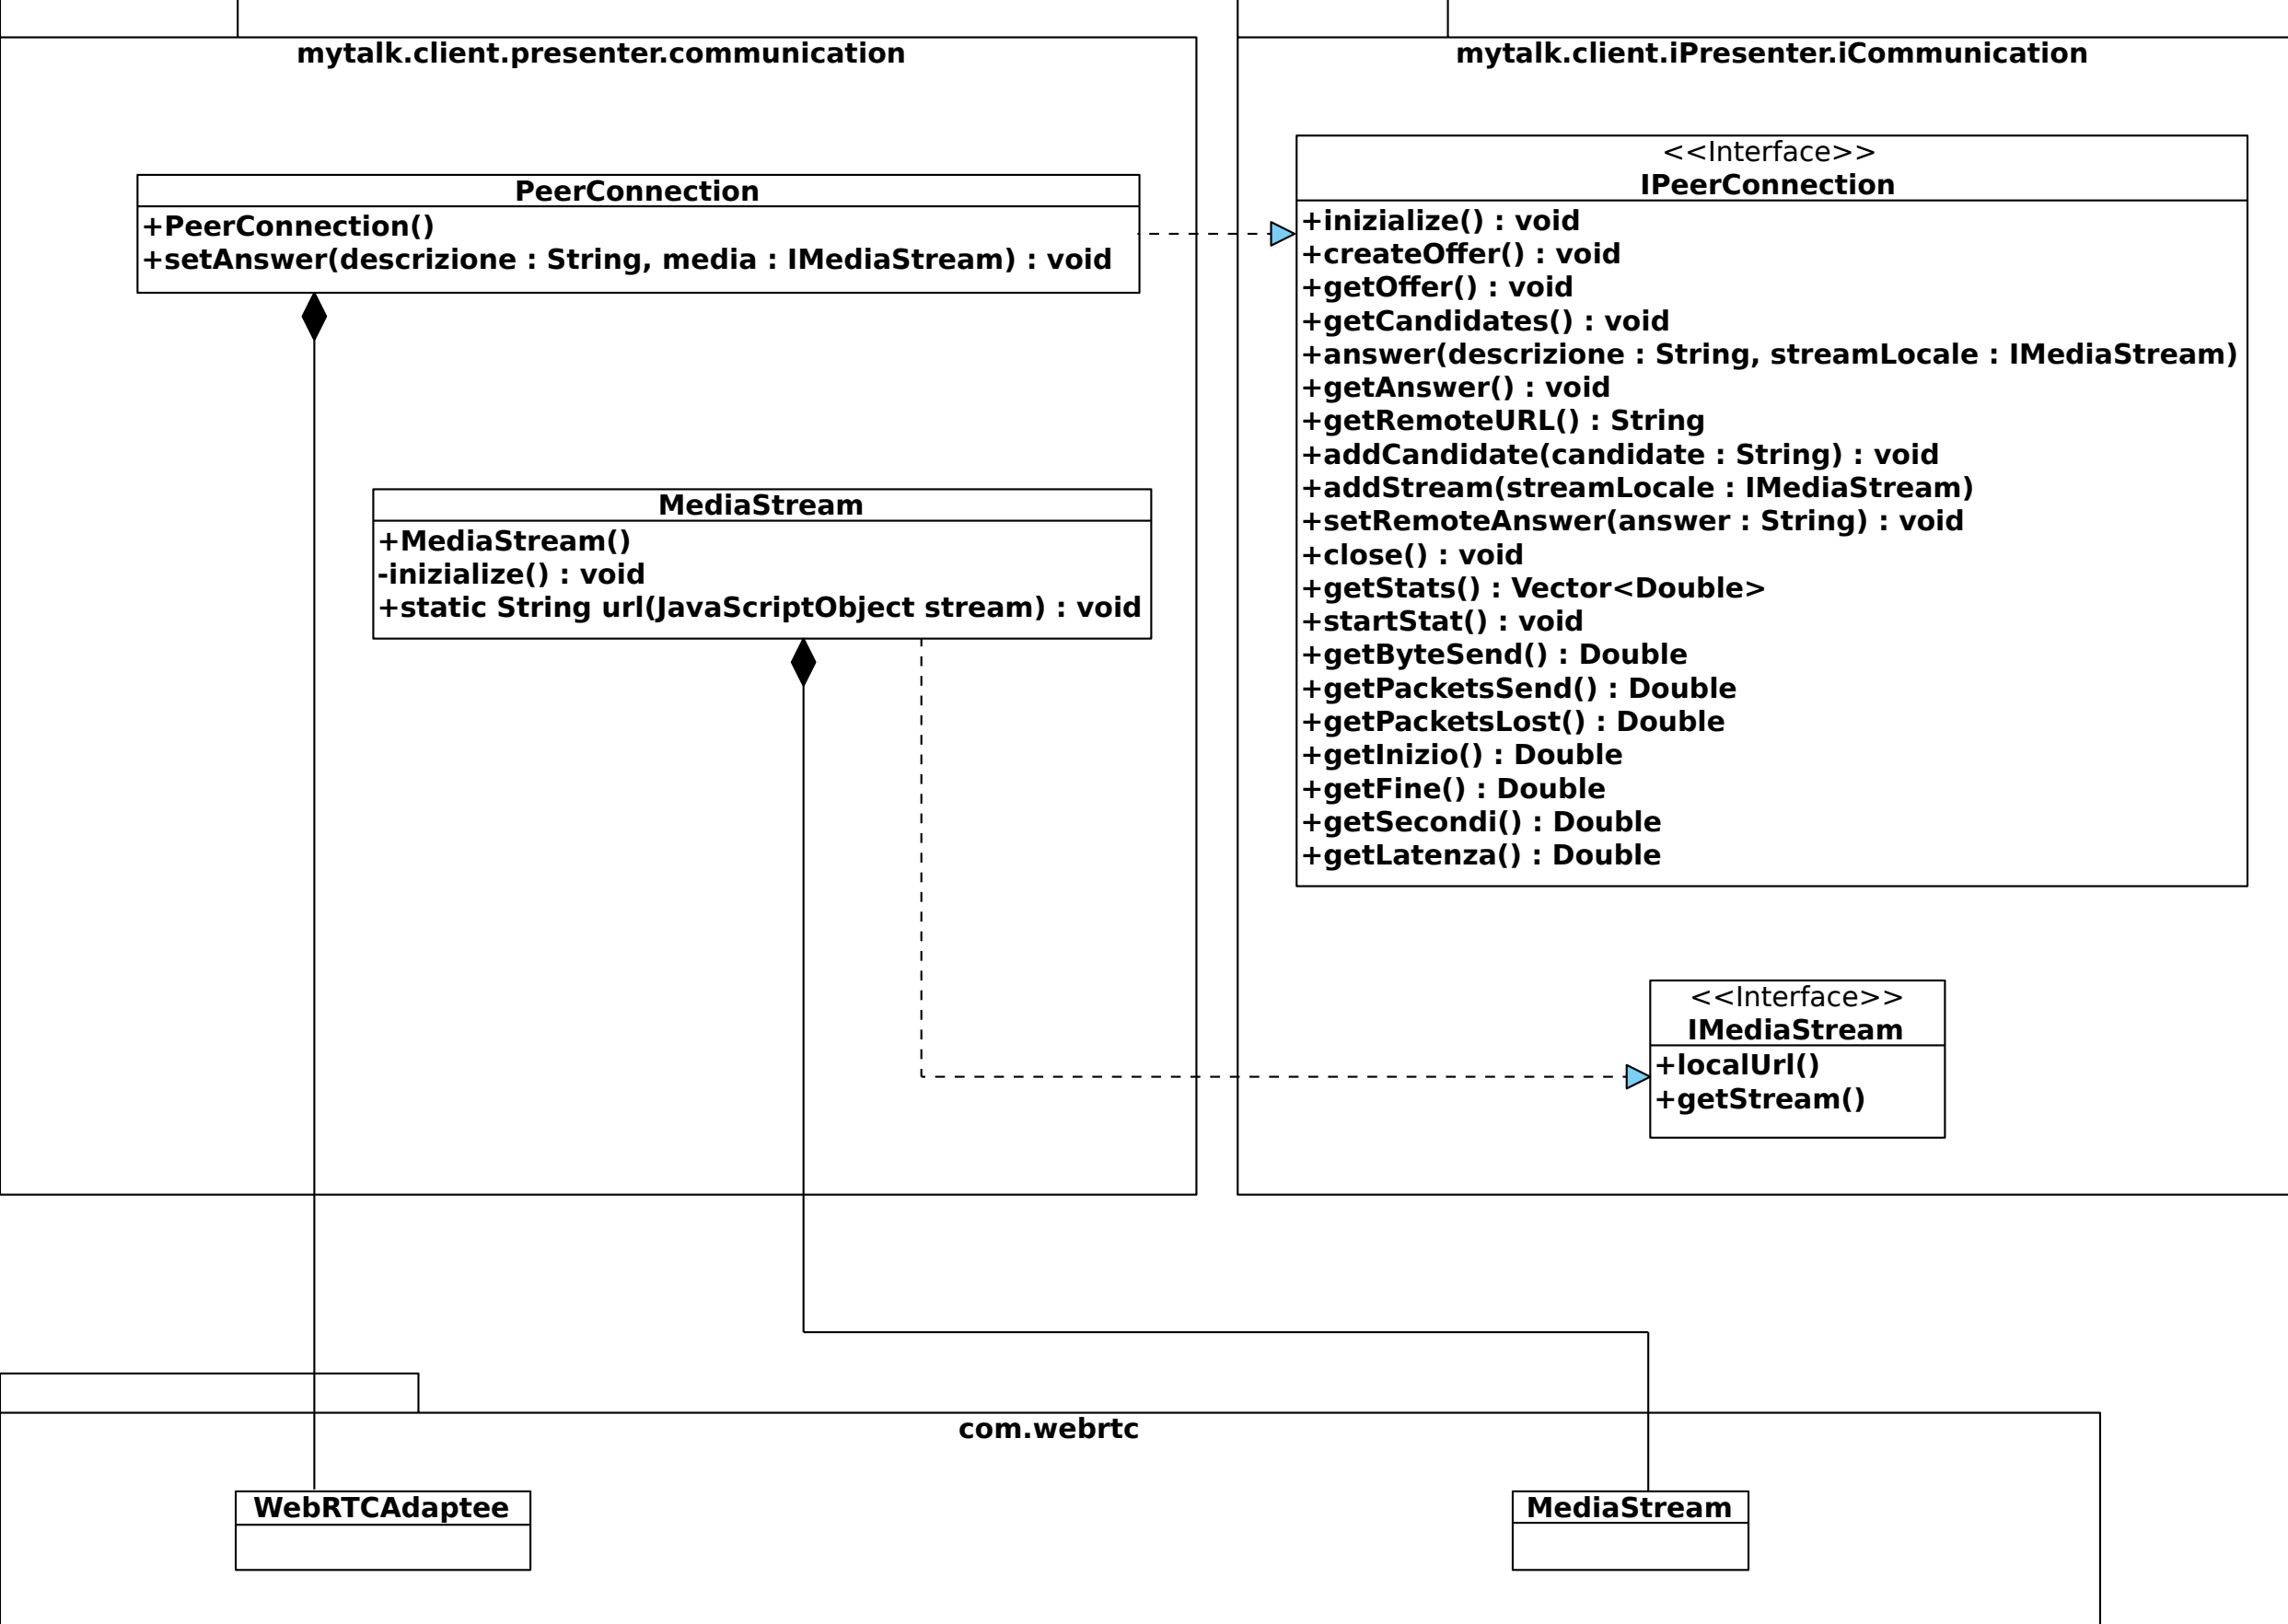 mytalk.client.presenter.communication
PeerConnection
+PeerConnection()
+setAnswer(descrizione : String, media : IMediaStream) : void
MediaStream
+MediaStream()
-inizialize() : void
+static String url(JavaScriptObject stream) : void
mytalk.client.iPresenter.iCommunication
<<Interface>>
IPeerConnection
+inizialize() : void
+createOffer() : void
+getOffer() : void
+getCandidates() : void
+answer(descrizione : String, streamLocale : IMediaStream)
+getAnswer() : void
+getRemoteURL() : String
+addCandidate(candidate : String) : void
+addStream(streamLocale : IMediaStream)
+setRemoteAnswer(answer : String) : void
+close() : void
+getStats() : Vector<Double>
+startStat() : void
+getByteSend() : Double
+getPacketsSend() : Double
+getPacketsLost() : Double
+getInizio() : Double
+getFine() : Double
+getSecondi() : Double
+getLatenza() : Double
<<Interface>>
IMediaStream
+localUrl()
+getStream()
com.webrtc
WebRTCAdaptee
MediaStream